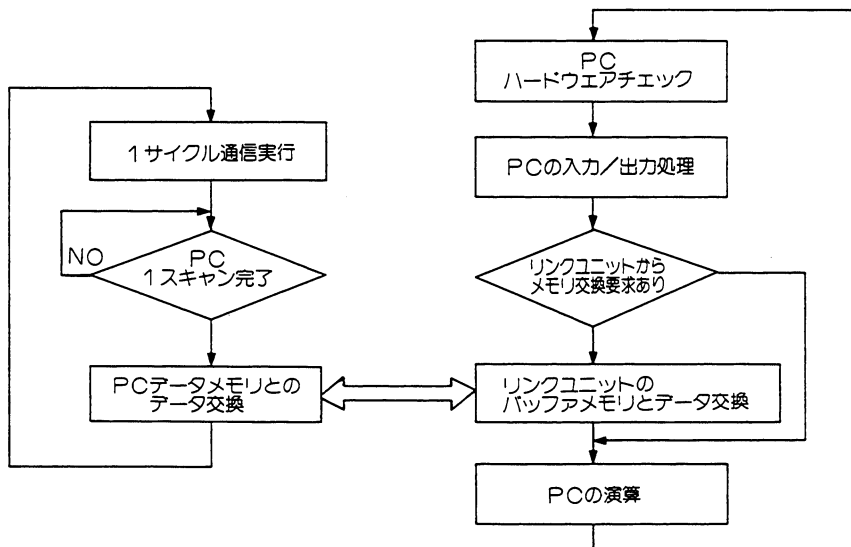 1サイクル通信実行
NO
PC
1スキャン完了
PCデータメモリとの
データ交換
PC
ハードウェアチェック
PCの入力/出力処理
リンクユニットから
メモリ交換要求あり
リンクユニットの
バッファメモリとデータ交換
PCの演算